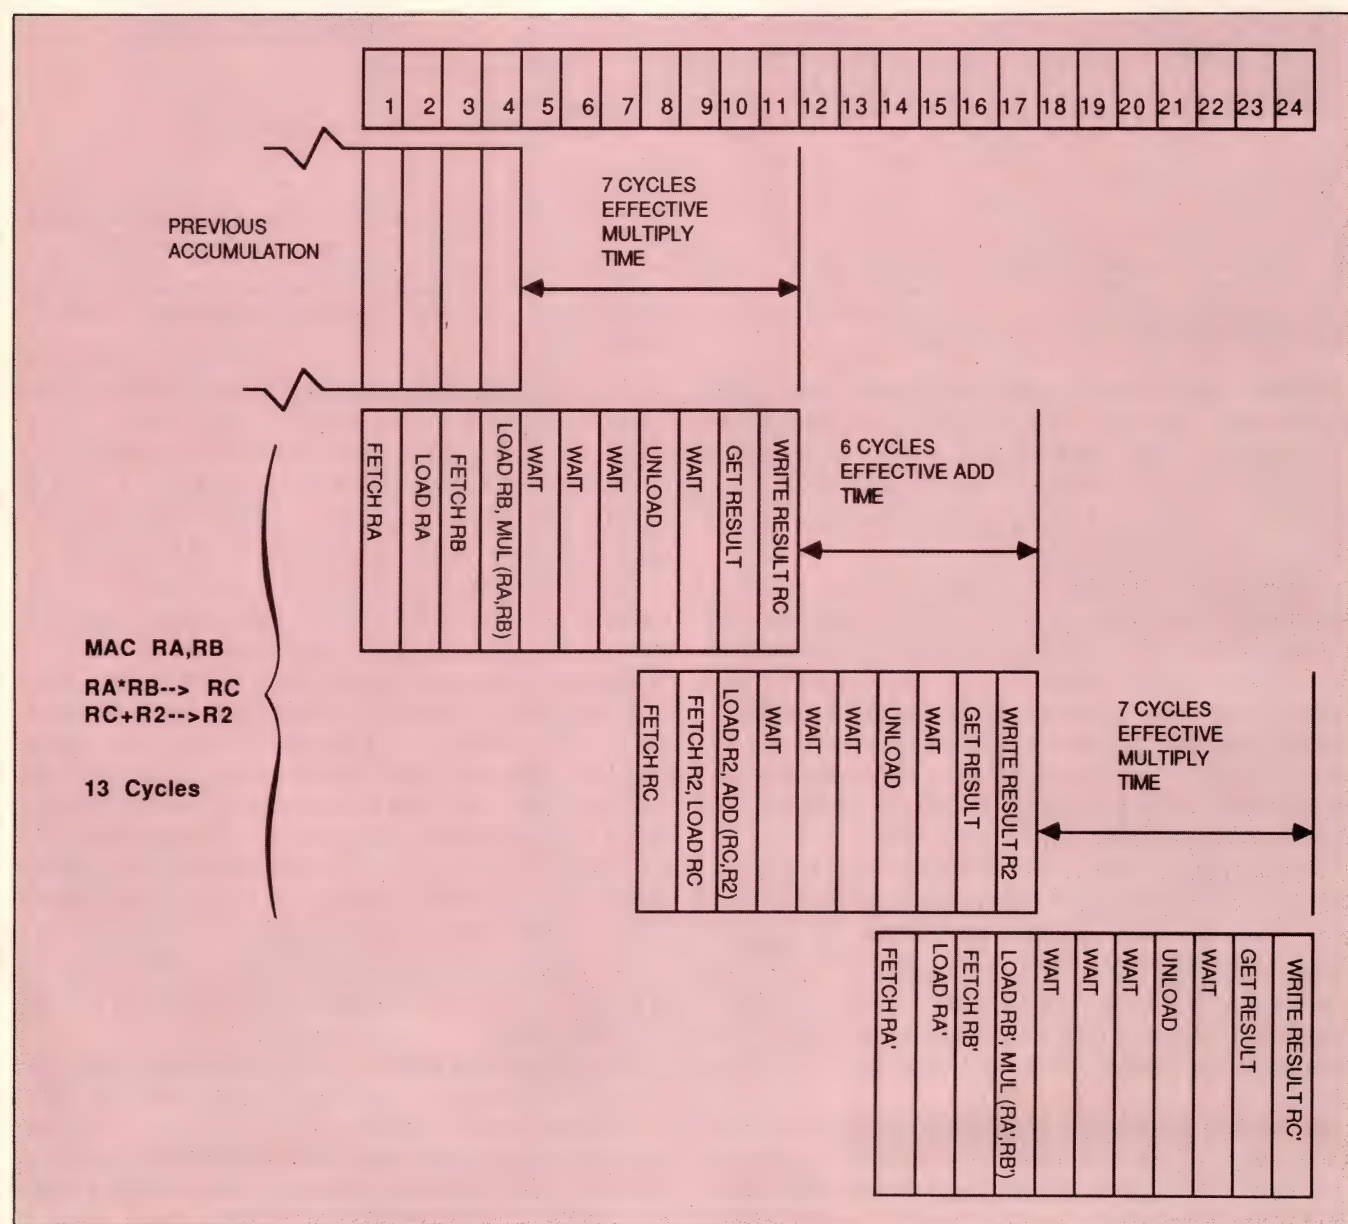 1 2 3 4 5 6 7 8 9 10 11 12 13 14 15 16 17 18 19 20 21 22 23 24
PREVIOUS
ACCUMULATION
7 CYCLES
EFFECTIVE
MULTIPLY
TIME
FETCH RA
LOAD RA
FETCH RB
LOAD RB, MUL (RA,RB)
WAIT
WAIT
WAIT
UNLOAD
WAIT
GET RESULT
WRITE RESULT RC
6 CYCLES
EFFECTIVE ADD
TIME
MAC RA,RB
RA*RB--> RC
RC+R2-->R2
13 Cycles
FETCH RC
FETCH R2, LOAD RC
LOAD R2, ADD (RC,R2)
WAIT
WAIT
WAIT
UNLOAD
WAIT
GET RESULT
WRITE RESULT R2
7 CYCLES
EFFECTIVE
MULTIPLY
TIME
FETCH RA'
LOAD RA'
FETCH RB'
LOAD RB', MUL (RA',RB')
WAIT
WAIT
WAIT
UNLOAD
WAIT
GET RESULT
WRITE RESULT RC'